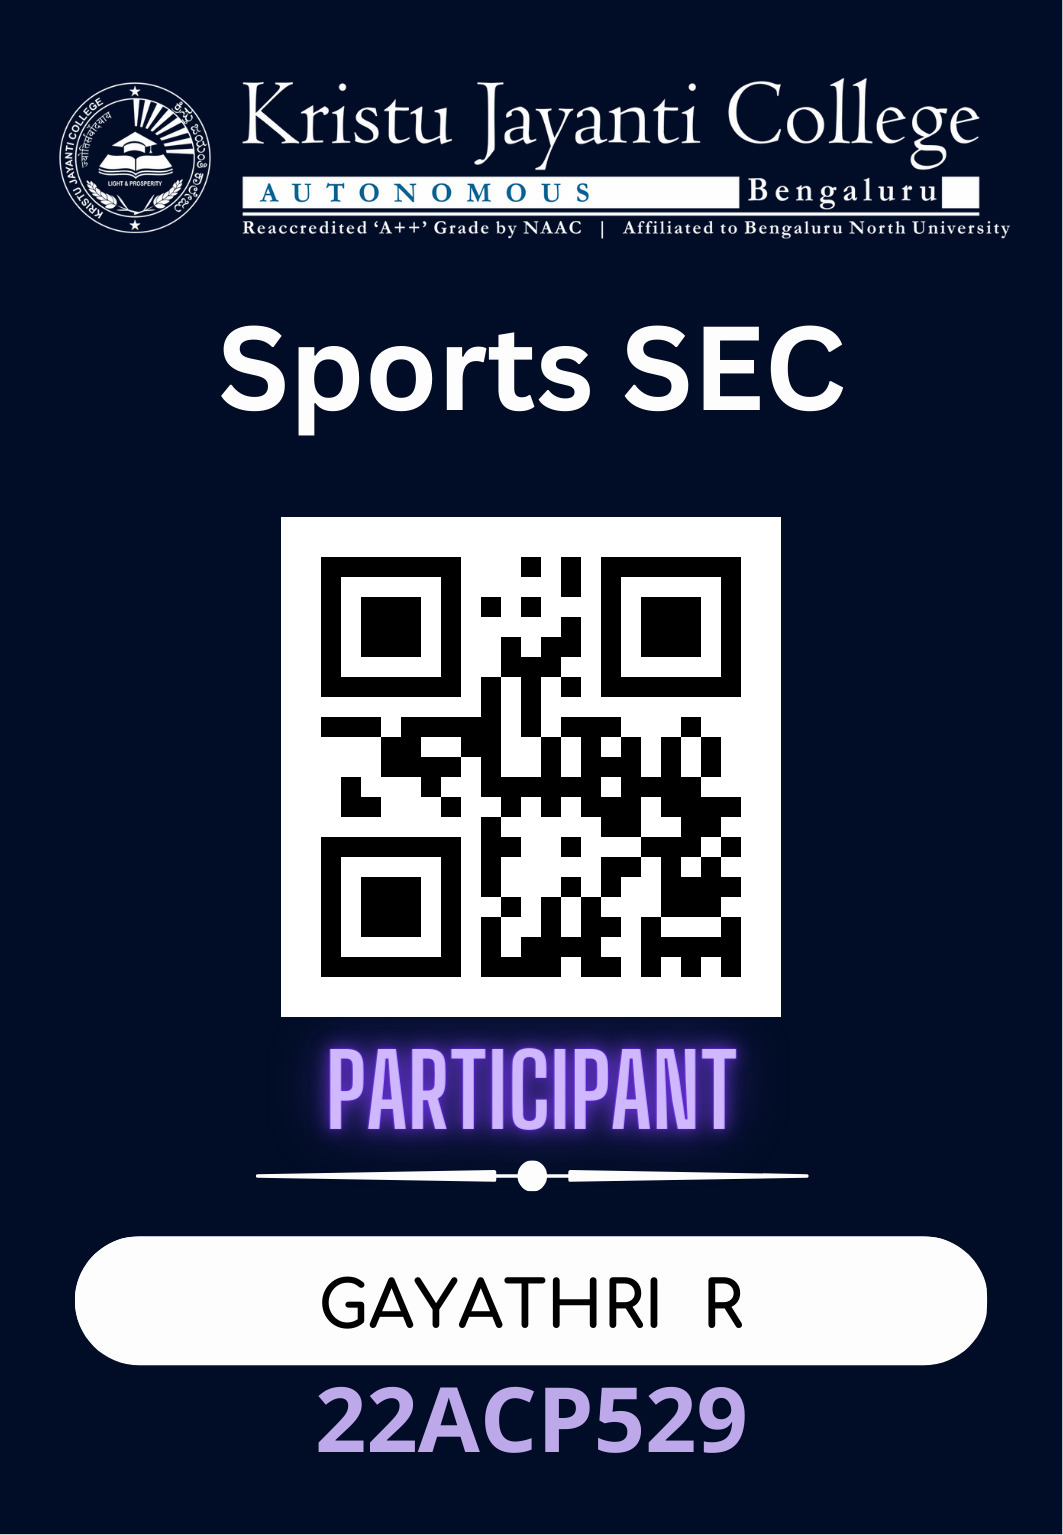 Kristu Jayanti College
AUTONOMOUS Bengaluru
Reaccredited ‘A++’ Grade by NAAC | Affiliated to Bengaluru North University
KRISTU JAYANTI COLLEGE
LIGHT & PROSPERITY
Sports SEC
PARTICIPANT
GAYATHRI R
22ACP529